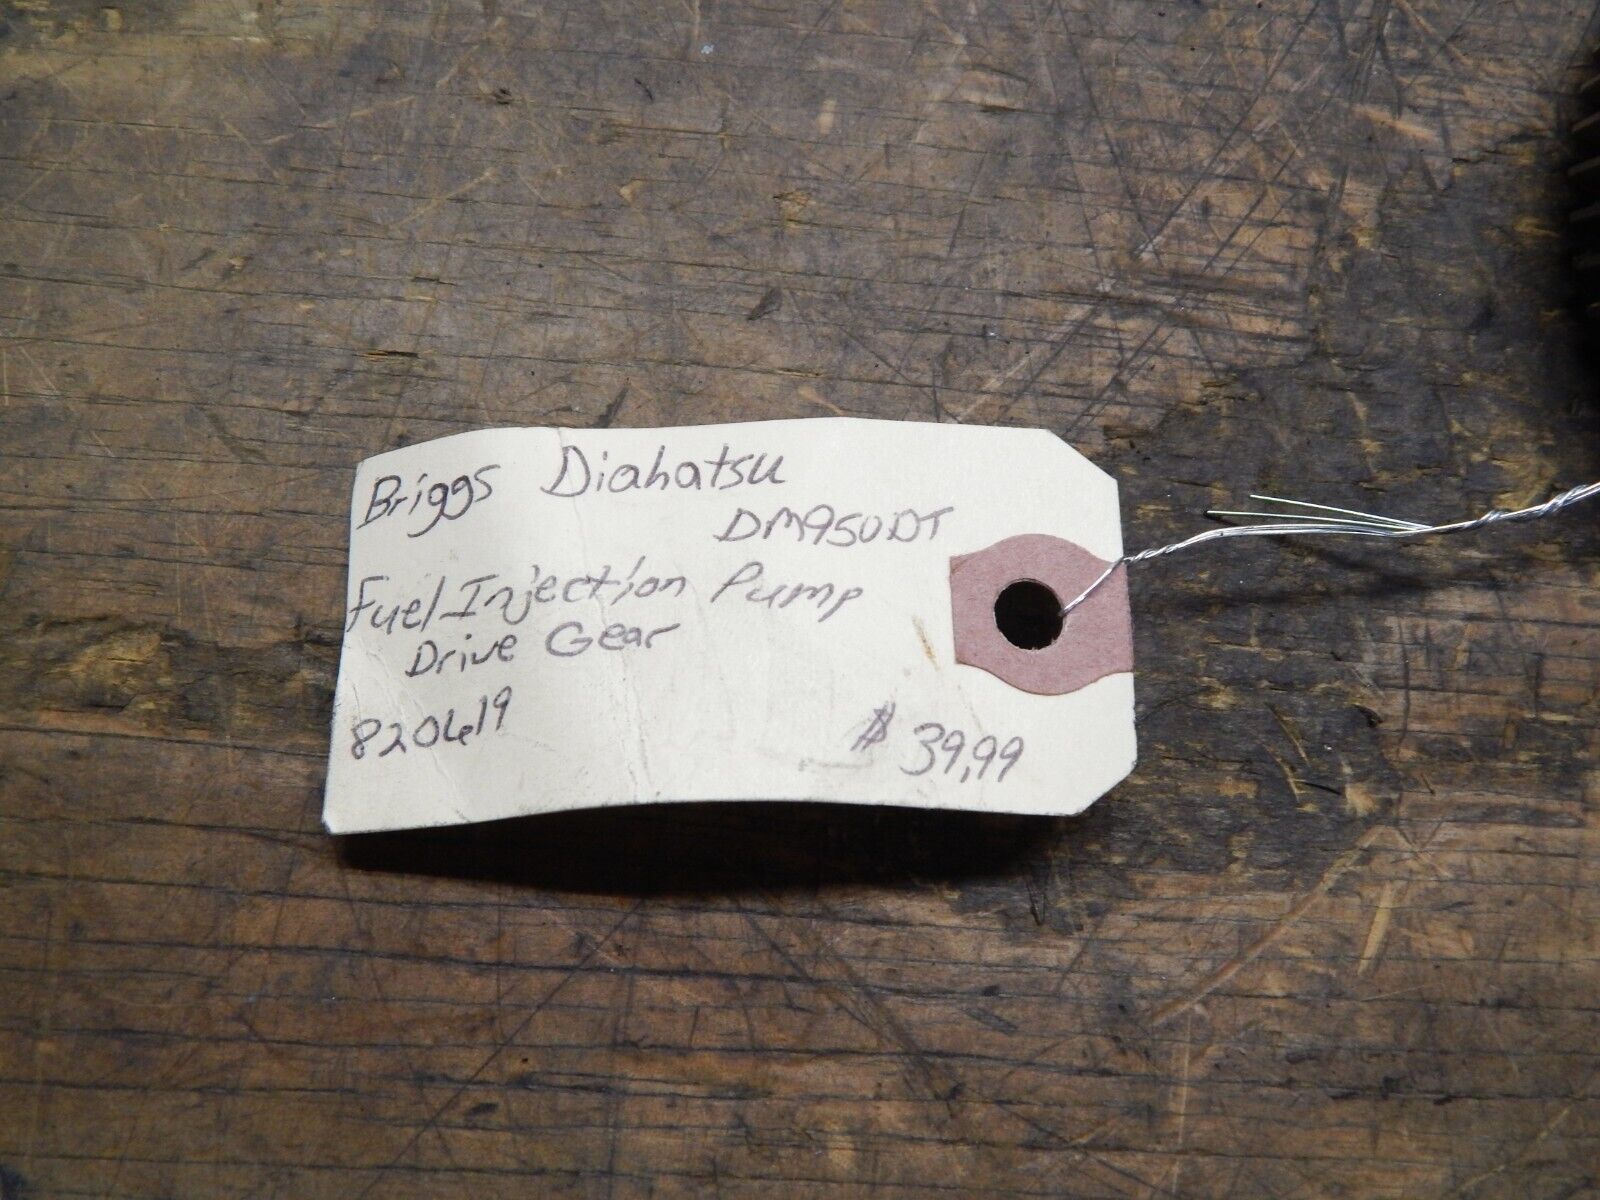 Briggs Diahatsu
DM950DT
Fuel Injection Pump
Drive Gear
820619
$ 39,99